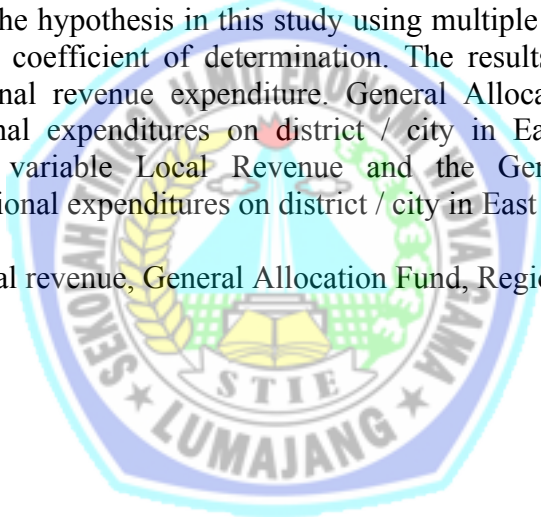 he hypothesis in this study using multiple
coefficient of determination. The results
nal revenue expenditure. General Alloca
nal expenditures on district / city in Ea
variable Local Revenue and the Gen
ional expenditures on district / city in East
al revenue, General Allocation Fund, Regio
SEKOLAH TINGGI ILMU EKONOMI WIDYA GAMA
STIE
LUMAJANG